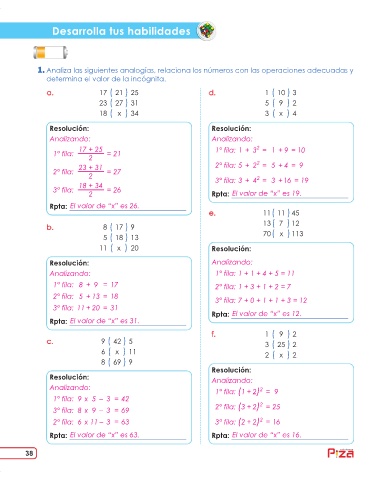 Desarrolla tus habilidades
1. Analiza las siguientes analogías, relaciona los números con las operaciones adecuadas y
determina el valor de la incógnita.
a.
17 ( 21 ) 25
23 ( 27 ) 31
18 ( x ) 34
Resolución:
Analizando:
1° fila: 17 + 25 / 2 = 21
2° fila: 23 + 31 / 2 = 27
3° fila: 18 + 34 / 2 = 26
Rpta: El valor de “x” es 26.
b.
8 ( 17 ) 9
5 ( 18 ) 13
11 ( x ) 20
Resolución:
Analizando:
1° fila: 8 + 9 = 17
2° fila: 5 + 13 = 18
3° fila: 11 + 20 = 31
Rpta: El valor de “x” es 31.
c.
9 ( 42 ) 5
6 ( x ) 11
8 ( 69 ) 9
Resolución:
Analizando:
1° fila: 9 x 5 – 3 = 42
3° fila: 8 x 9 – 3 = 69
2° fila: 6 x 11 – 3 = 63
Rpta: El valor de “x” es 63.
d.
1 ( 10 ) 3
5 ( 9 ) 2
3 ( x ) 4
Resolución:
Analizando:
1° fila: 1 + 3² = 1 + 9 = 10
2° fila: 5 + 2² = 5 + 4 = 9
3° fila: 3 + 4² = 3 + 16 = 19
Rpta: El valor de “x” es 19.
e.
11 ( 11 ) 45
13 ( 7 ) 12
70 ( x ) 113
Resolución:
Analizando:
1° fila: 1 + 1 + 4 + 5 = 11
2° fila: 1 + 3 + 1 + 2 = 7
3° fila: 7 + 0 + 1 + 1 + 3 = 12
Rpta: El valor de “x” es 12.
f.
1 ( 9 ) 2
3 ( 25 ) 2
2 ( x ) 2
Resolución:
Analizando:
1° fila: (1 + 2)² = 9
2° fila: (3 + 2)² = 25
3° fila: (2 + 2)² = 16
Rpta: El valor de “x” es 16.
38